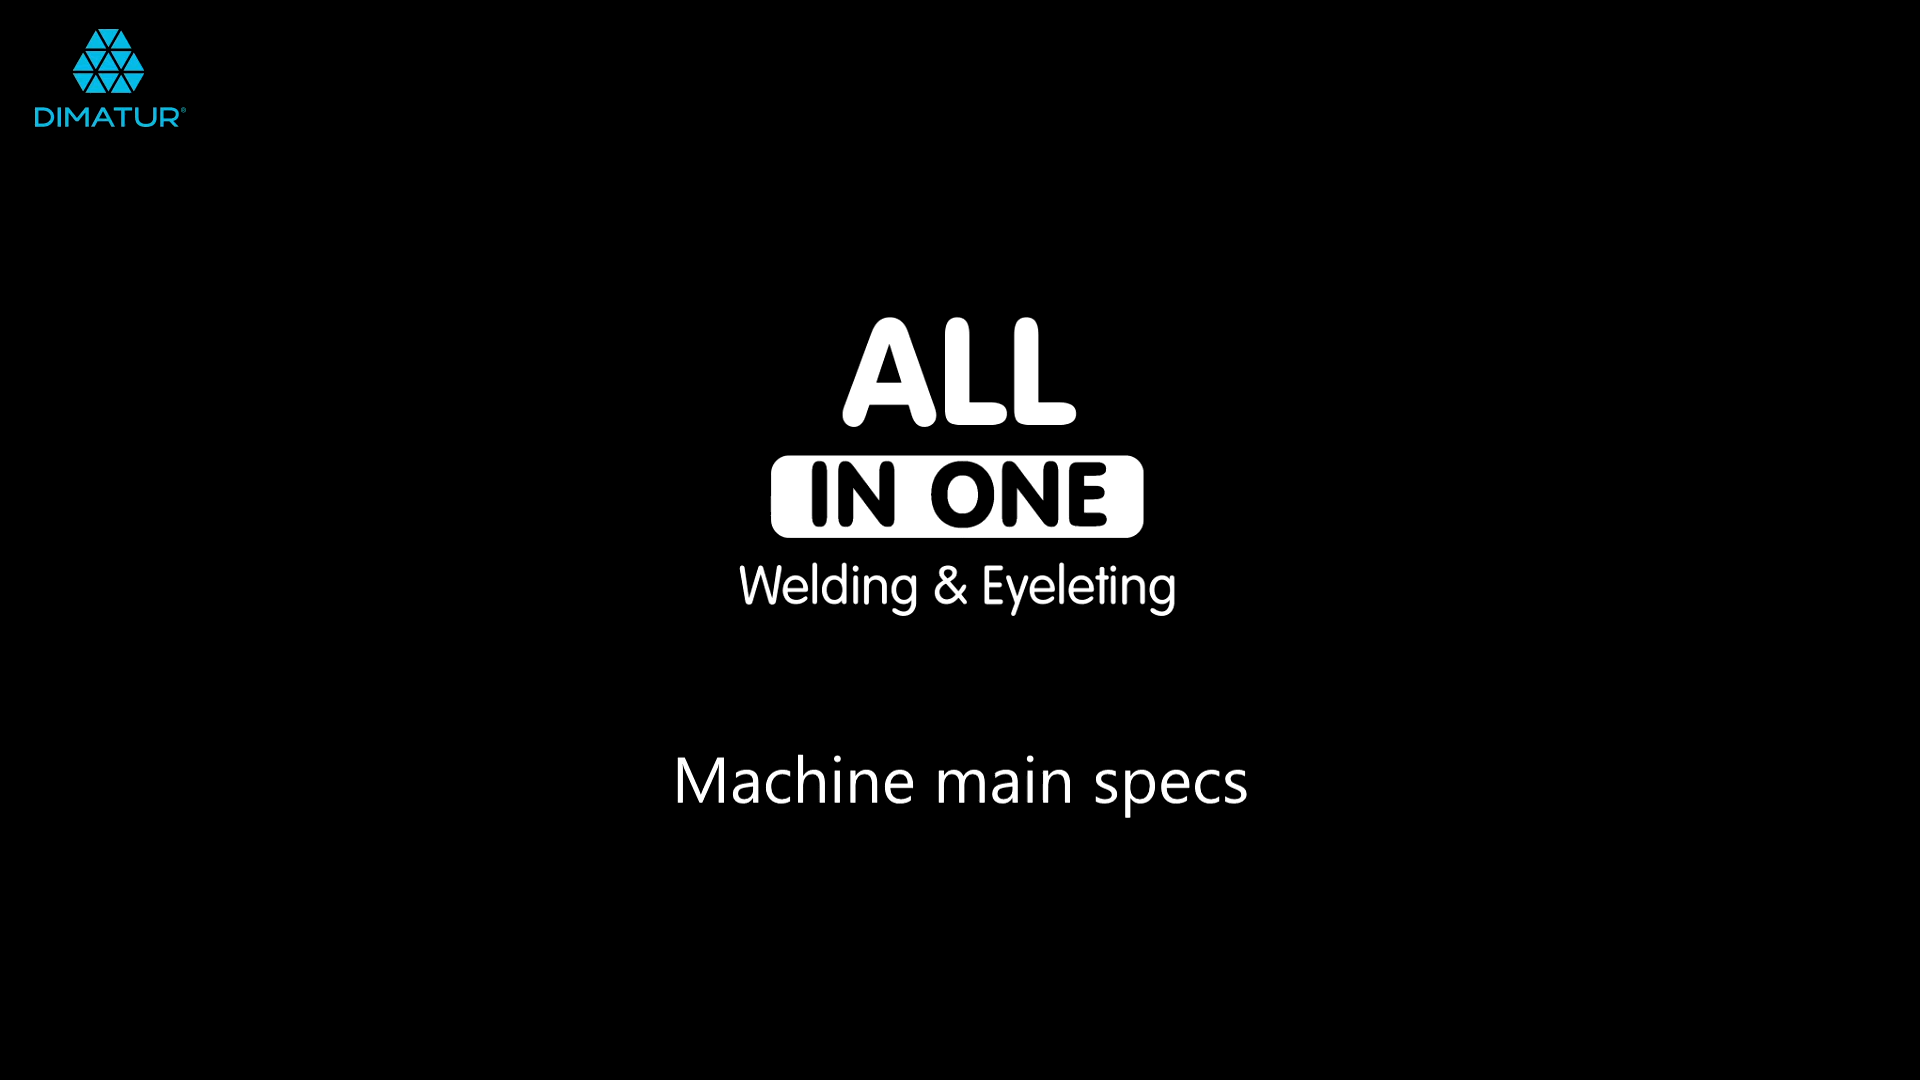 DIMATUR®
ALL
IN ONE
Welding & Eyeleting
Machine main specs